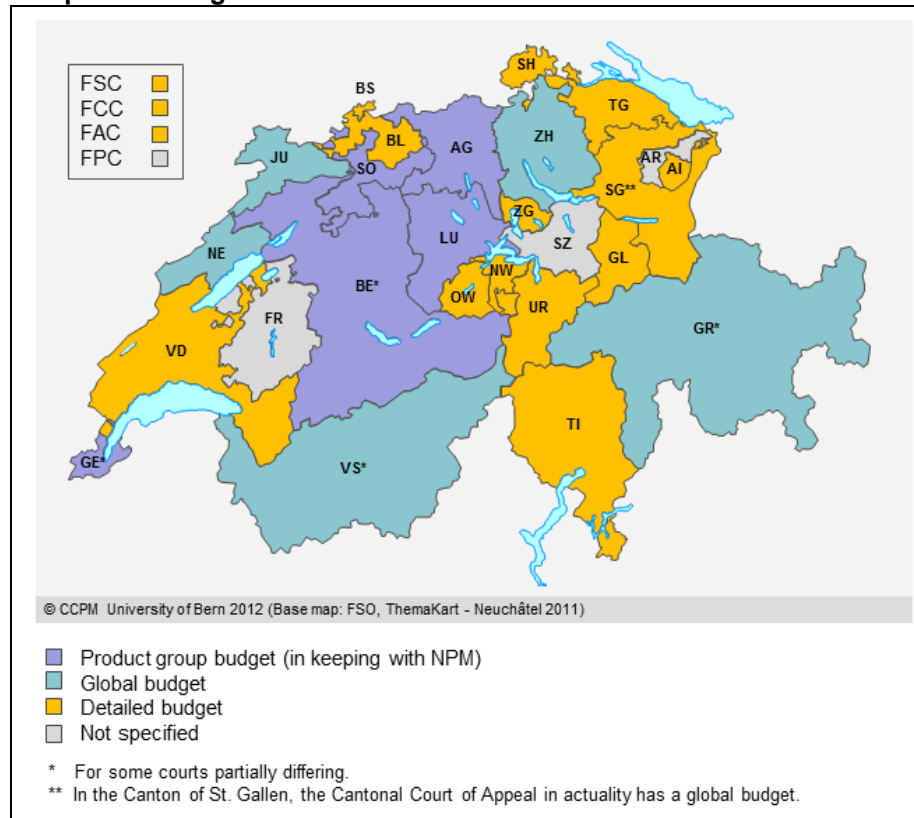 FSC
FCC
FAC
FPC
SH
BS
TG
BL
AG
ZH
JU
AR
AI
SO
SG**
ZG
LU
SZ
NE
GL
NW
BE*
OW
UR
FR
GR*
VD
TI
GE*
VS*
© CCPM University of Bern 2012 (Base map: FSO, ThemaKart - Neuchâtel 2011)
Product group budget (in keeping with NPM)
Global budget
Detailed budget
Not specified
* For some courts partially differing.
** In the Canton of St. Gallen, the Cantonal Court of Appeal in actuality has a global budget.